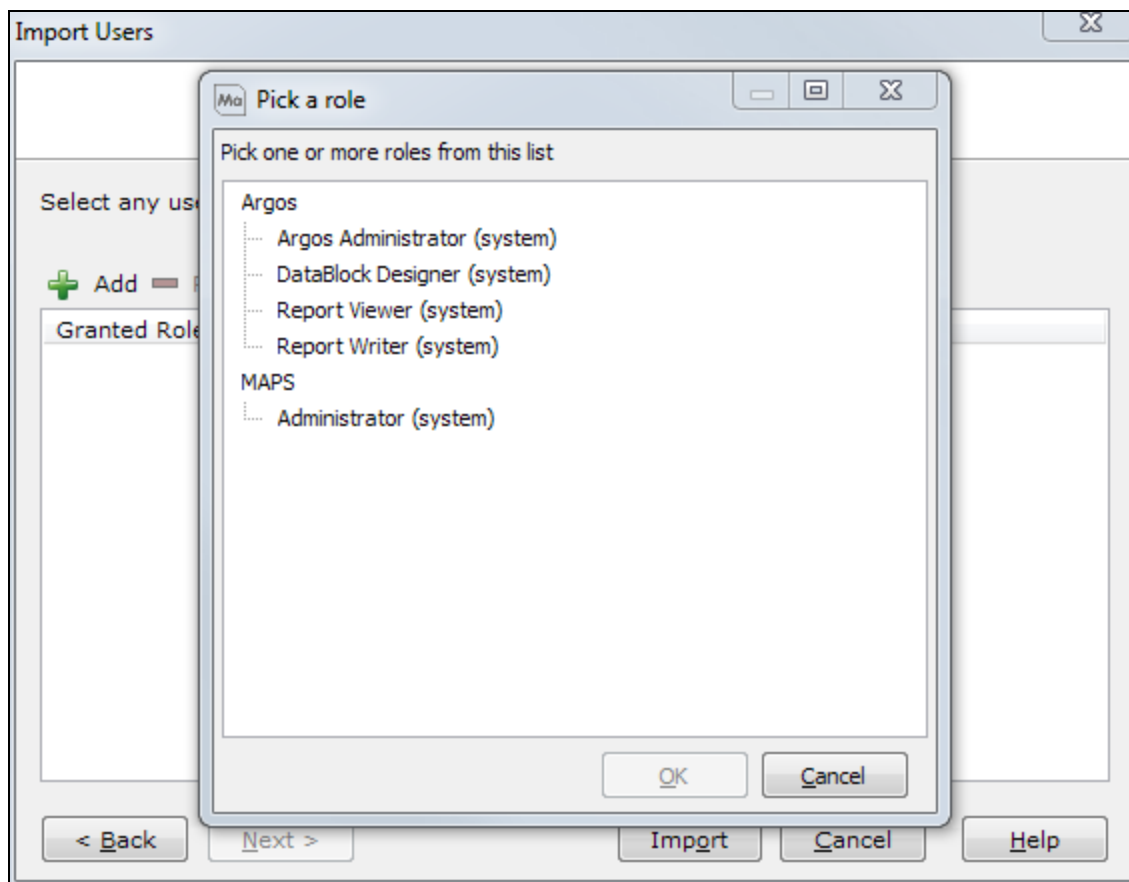 Import Users
Ma Pick a role
Pick one or more roles from this list
Select any
Argos
Argos Administrator (system)
DataBlock Designer (system)
Add
Report Viewer (system)
Granted
Report Writer (system)
MAPS
Administrator (system)
OK Cancel
< Back Next > Import Cancel Help